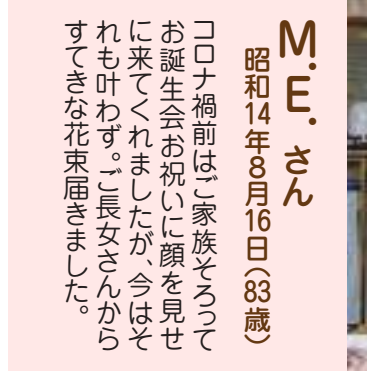 M.E. さん
昭和14年8月16日（83歳）
コロナ禍前はご家族そろって
お誕生会お祝いに顔を見せ
に来てくれましたが、今はそ
れも叶わず。ご長女さんから
すてきな花束届きました。